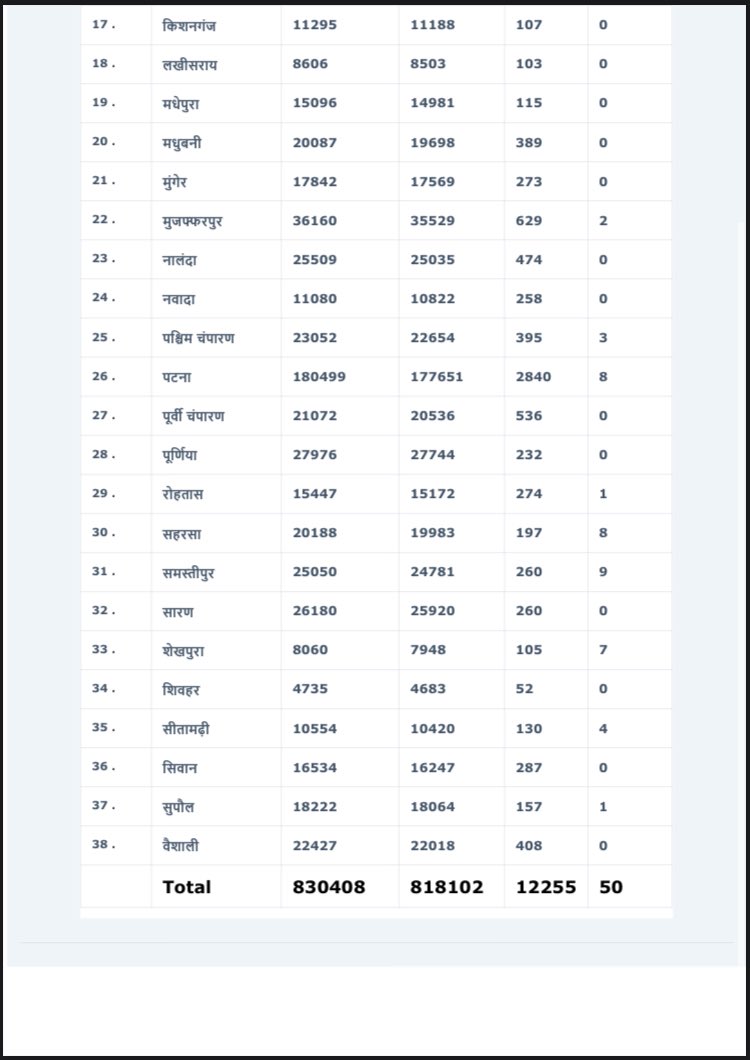 17 . किशनगंज 11295 11188 107 0
18 . लखीसराय 8606 8503 103 0
19 . मधेपुरा 15096 14981 115 0
20 . मधुबनी 20087 19698 389 0
21 . मुंगेर 17842 17569 273 0
22 . मुजफ्फरपुर 36160 35529 629 2
23 . नालंदा 25509 25035 474 0
24 . नवादा 11080 10822 258 0
25 . पश्चिम चंपारण 23052 22654 395 3
26 . पटना 180499 177651 2840 8
27 . पूर्वी चंपारण 21072 20536 536 0
28 . पूर्णिया 27976 27744 232 0
29 . रोहतास 15447 15172 274 1
30 . सहरसा 20188 19983 197 8
31 . समस्तीपुर 25050 24781 260 9
32 . सारण 26180 25920 260 0
33 . शेखपुरा 8060 7948 105 7
34 . शिवहर 4735 4683 52 0
35 . सीतामढ़ी 10554 10420 130 4
36 . सिवान 16534 16247 287 0
37 . सुपौल 18222 18064 157 1
38 . वैशाली 22427 22018 408 0
Total 830408 818102 12255 50